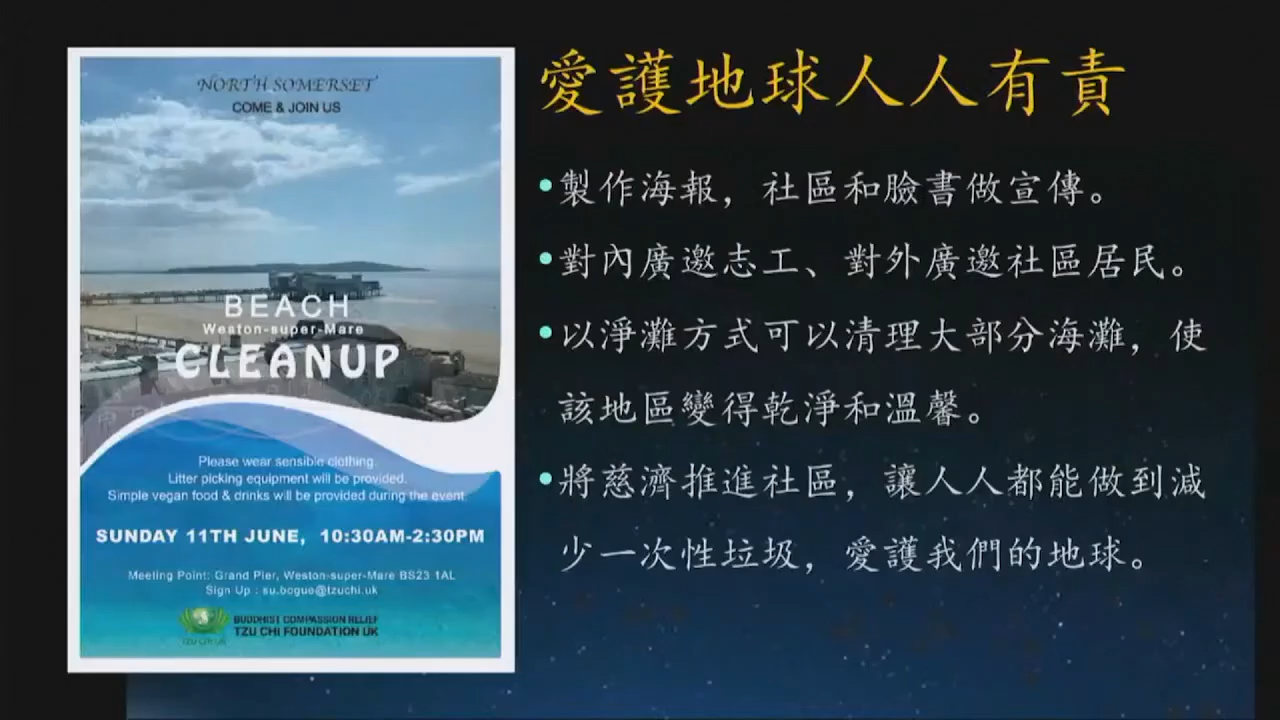 NORTH SOMERSET
COME & JOIN US
BEACH
Weston-super-Mare
CLEANUP
Please wear sensible clothing.
Litter picking equipment will be provided.
Simple vegan food & drinks will be provided during the event.
SUNDAY 11TH JUNE, 10:30AM-2:30PM
Meeting Point: Grand Pier, Weston-super-Mare BS23 1AL
Sign Up : su.bogue@tzuchi.uk
BUDDHIST COMPASSION RELIEF
TZU CHI FOUNDATION UK
TZU CHI UK
愛護地球人人有責
•製作海報，社區和臉書做宣傳。
•對內廣邀志工、對外廣邀社區居民。
•以淨灘方式可以清理大部分海灘，使
該地區變得乾淨和溫馨。
•將慈濟推進社區，讓人人都能做到減
少一次性垃圾，愛護我們的地球。